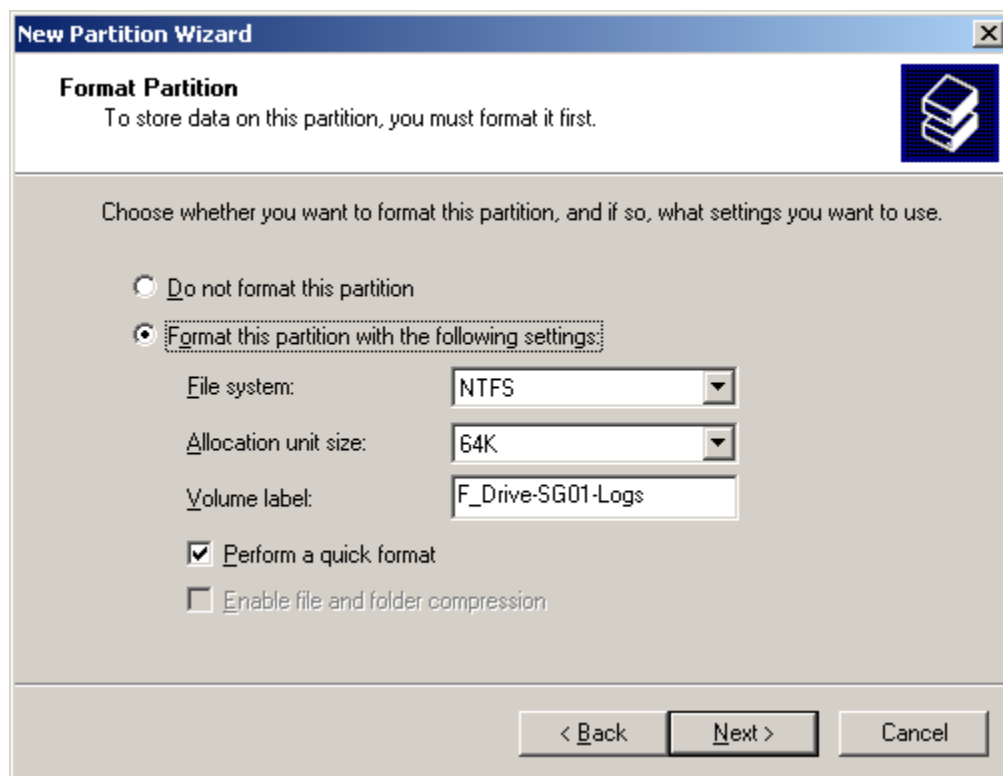 New Partition Wizard
Format Partition
To store data on this partition, you must format it first.
Choose whether you want to format this partition, and if so, what settings you want to use.
Do not format this partition
Format this partition with the following settings:
File system: NTFS
Allocation unit size: 64K
Volume label: F_Drive-SG01-Logs
Perform a quick format
Enable file and folder compression
< Back Next > Cancel